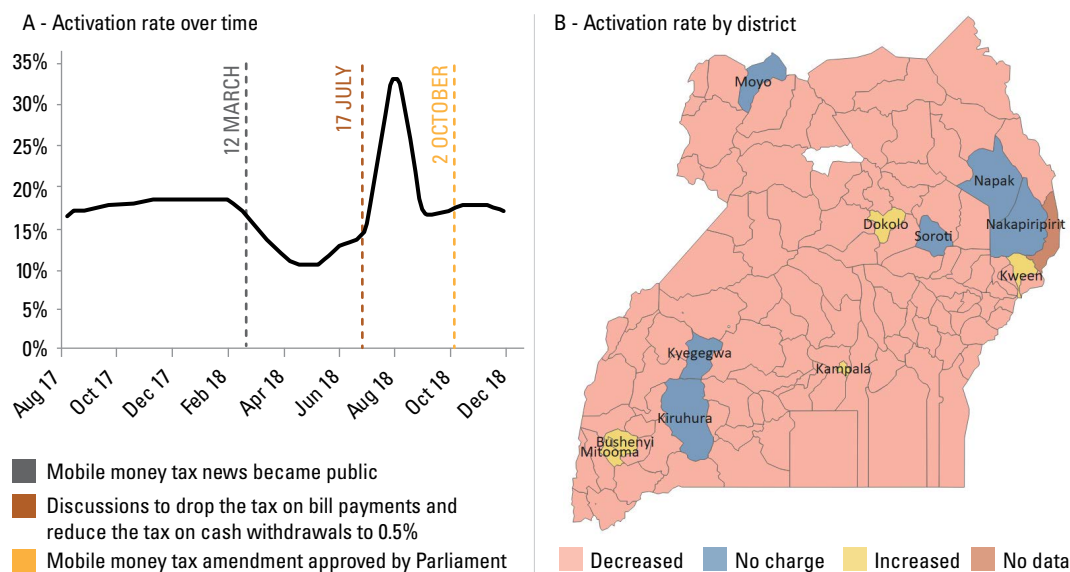 A - Activation rate over time
35%
30%
25%
20%
15%
10%
5%
0%
12 MARCH
17 JULY
2 OCTOBER
Aug 17
Oct 17
Dec 17
Feb 18
Apr 18
Jun 18
Aug 18
Oct 18
Dec 18
Mobile money tax news became public
Discussions to drop the tax on bill payments and
reduce the tax on cash withdrawals to 0.5%
Mobile money tax amendment approved by Parliament
B - Activation rate by district
Moyo
Napak
Dokolo
Soroti
Nakapiripirit
Kween
Kyegegwa
Kampala
Kiruhura
Bushenyi
Mitooma
Decreased
No charge
Increased
No data